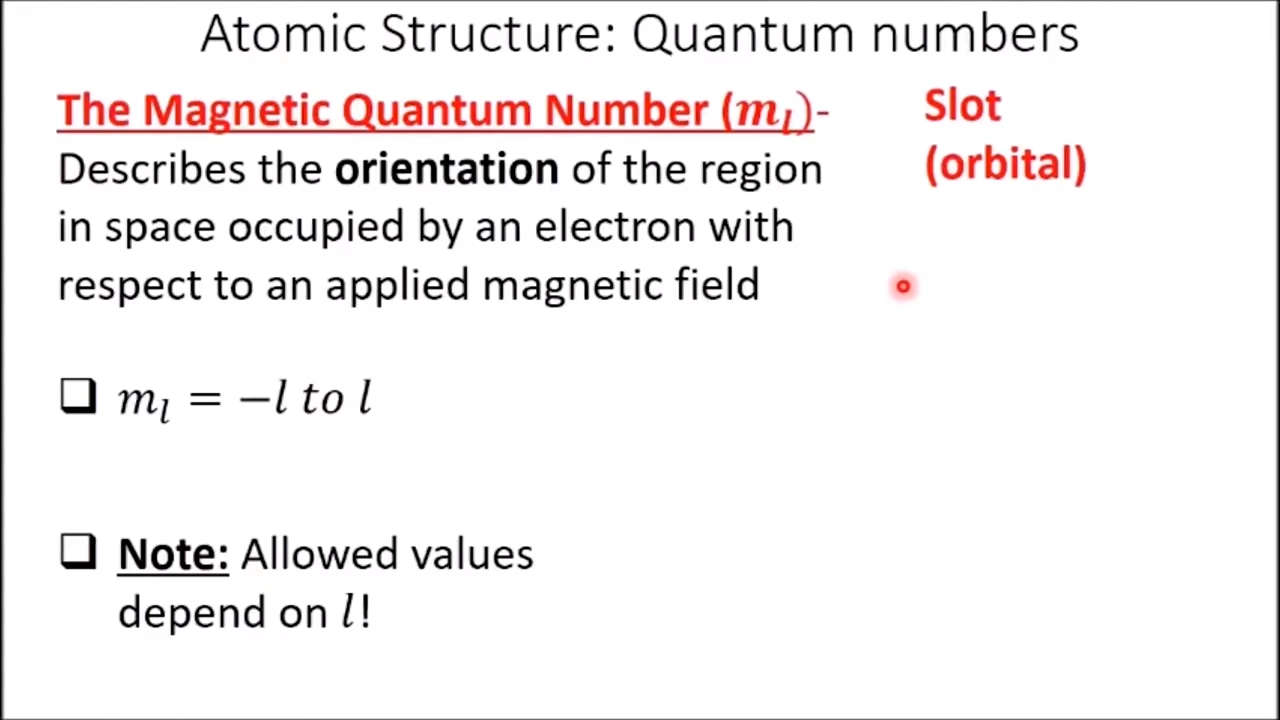 Atomic Structure: Quantum numbers
The Magnetic Quantum Number (mₗ)-
Describes the orientation of the region
in space occupied by an electron with
respect to an applied magnetic field
Slot
(orbital)
❑ mₗ = −l to l
❑ Note: Allowed values
depend on l!